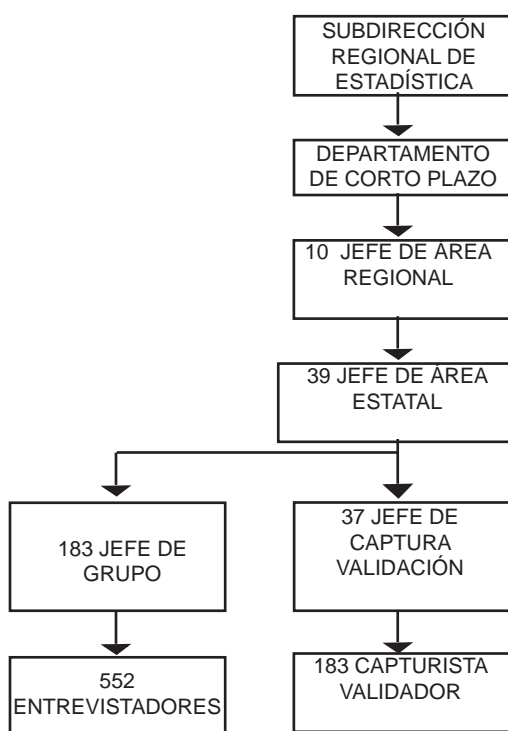 SUBDIRECCIÓN
REGIONAL DE
ESTADÍSTICA
DEPARTAMENTO
DE CORTO PLAZO
10 JEFE DE ÁREA
REGIONAL
39 JEFE DE ÁREA
ESTATAL
183 JEFE DE
GRUPO
37 JEFE DE
CAPTURA
VALIDACIÓN
552
ENTREVISTADORES
183 CAPTURISTA
VALIDADOR